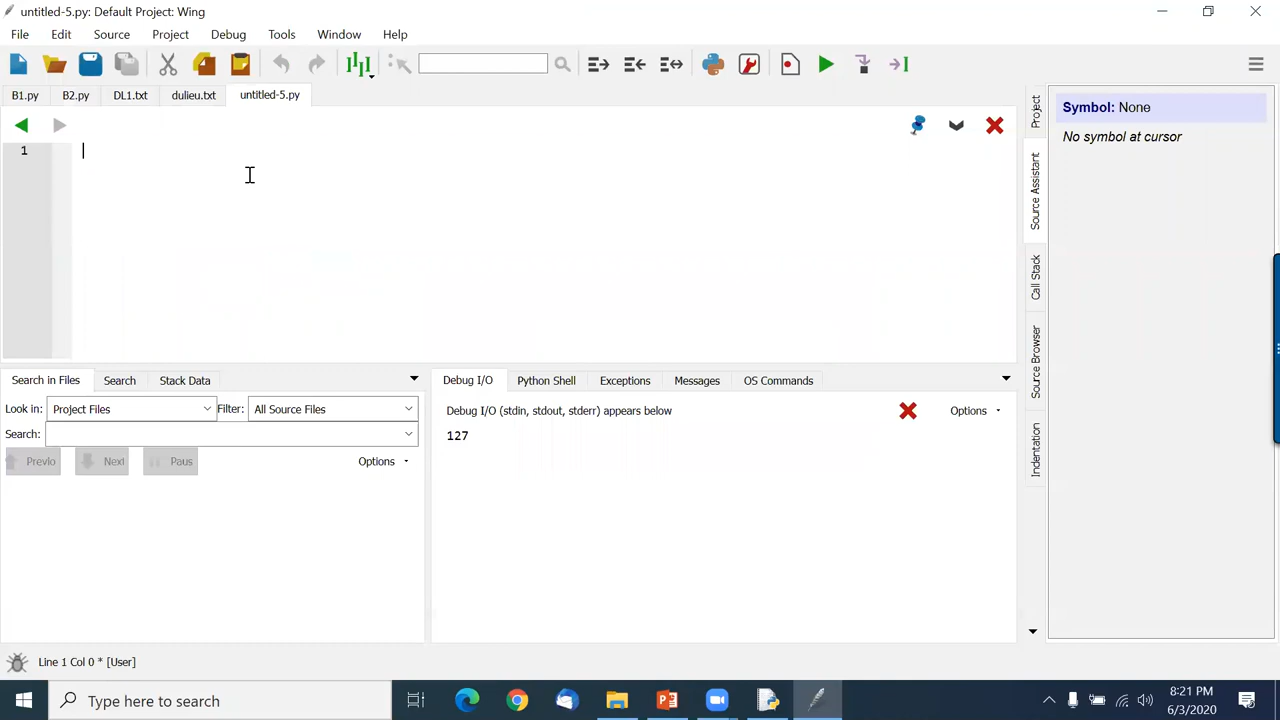 untitled-5.py: Default Project: Wing
File Edit Source Project Debug Tools Window Help
B1.py B2.py DL1.txt dulieu.txt untitled-5.py
1
Project
Source Assistant
Call Stack
Source Browser
Indentation
Symbol: None
No symbol at cursor
Search in Files Search Stack Data
Look in: Project Files Filter: All Source Files
Search:
Previo Next Paus Options
Debug I/O Python Shell Exceptions Messages OS Commands
Debug I/O (stdin, stdout, stderr) appears below Options
127
Line 1 Col 0 * [User]
Type here to search
8:21 PM
6/3/2020